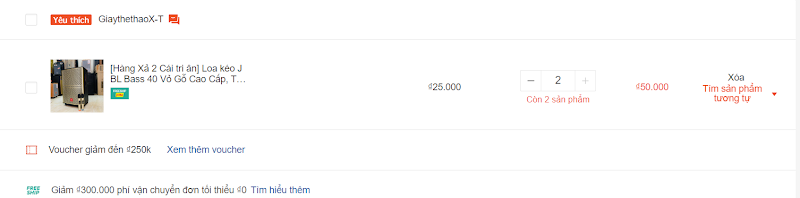 Yêu thích GiaythethaoX-T
[Hàng Xả 2 Cái tri ân] Loa kéo J
BL Bass 40 Vỏ Gỗ Cao Cấp, T...
₫25.000
2
Còn 2 sản phẩm
₫50.000
Xóa
Tìm sản phẩm
tương tự
Voucher giảm đến ₫250k Xem thêm voucher
FREE
SHIP
Giảm ₫300.000 phí vận chuyển đơn tối thiểu ₫0 Tìm hiểu thêm